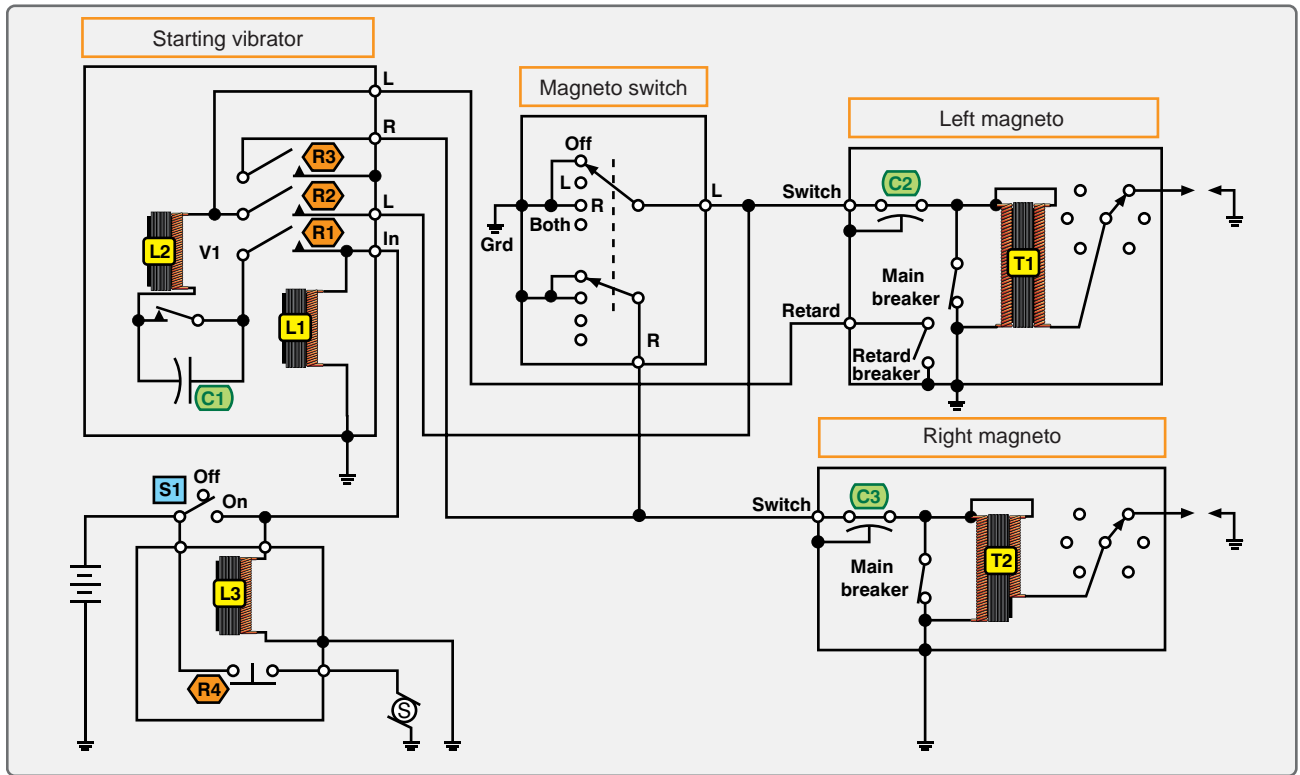 Starting vibrator
L
R
R3
R2
L
R1
In
L2
V1
L1
C1
Magneto switch
Off
L
R
Both
Grd
L
R
Left magneto
Switch
C2
T1
Main
breaker
Retard
Retard
breaker
Right magneto
Switch
C3
T2
Main
breaker
S1
Off
On
L3
R4
S